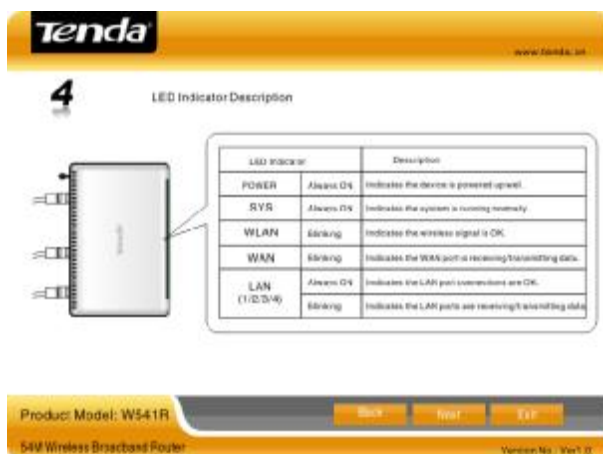 Tenda
www.tenda.cn
4
LED Indicator Description
LED Indicator Description
POWER Always ON Indicates the device is powered up well.
SYS Always ON Indicates the system is running normally.
WLAN Blinking Indicates the wireless signal is OK.
WAN Blinking Indicates the WAN port is receiving/transmitting data.
LAN
(1/2/3/4)
Always ON Indicates the LAN port connections are OK.
Blinking Indicates the LAN ports are receiving/transmitting data
Product Model: W541R
Back Next Exit
54M Wireless Broadband Router
Version No.: Ver1.0